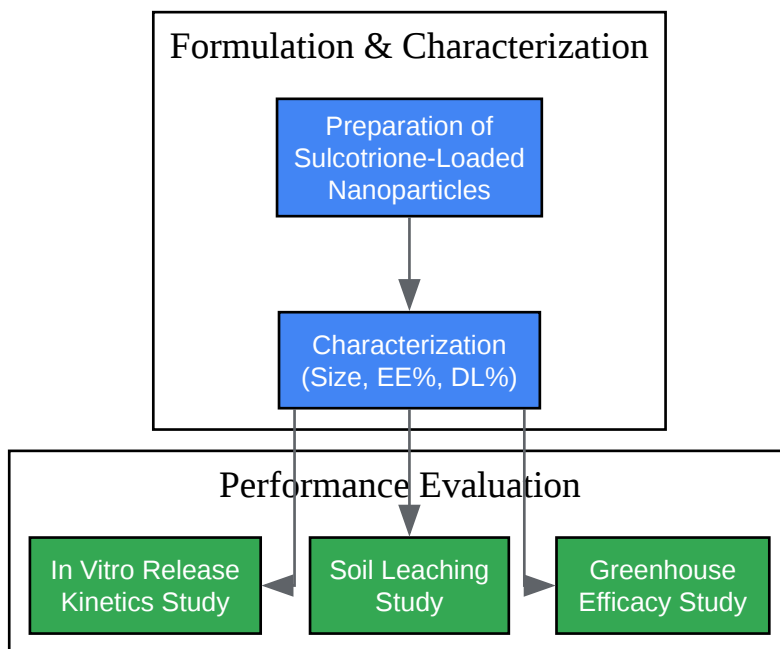 Formulation & Characterization
Preparation of
Sulcotrione-Loaded
Nanoparticles
Characterization
(Size, EE%, DL%)
Performance Evaluation
In Vitro Release
Kinetics Study
Soil Leaching
Study
Greenhouse
Efficacy Study